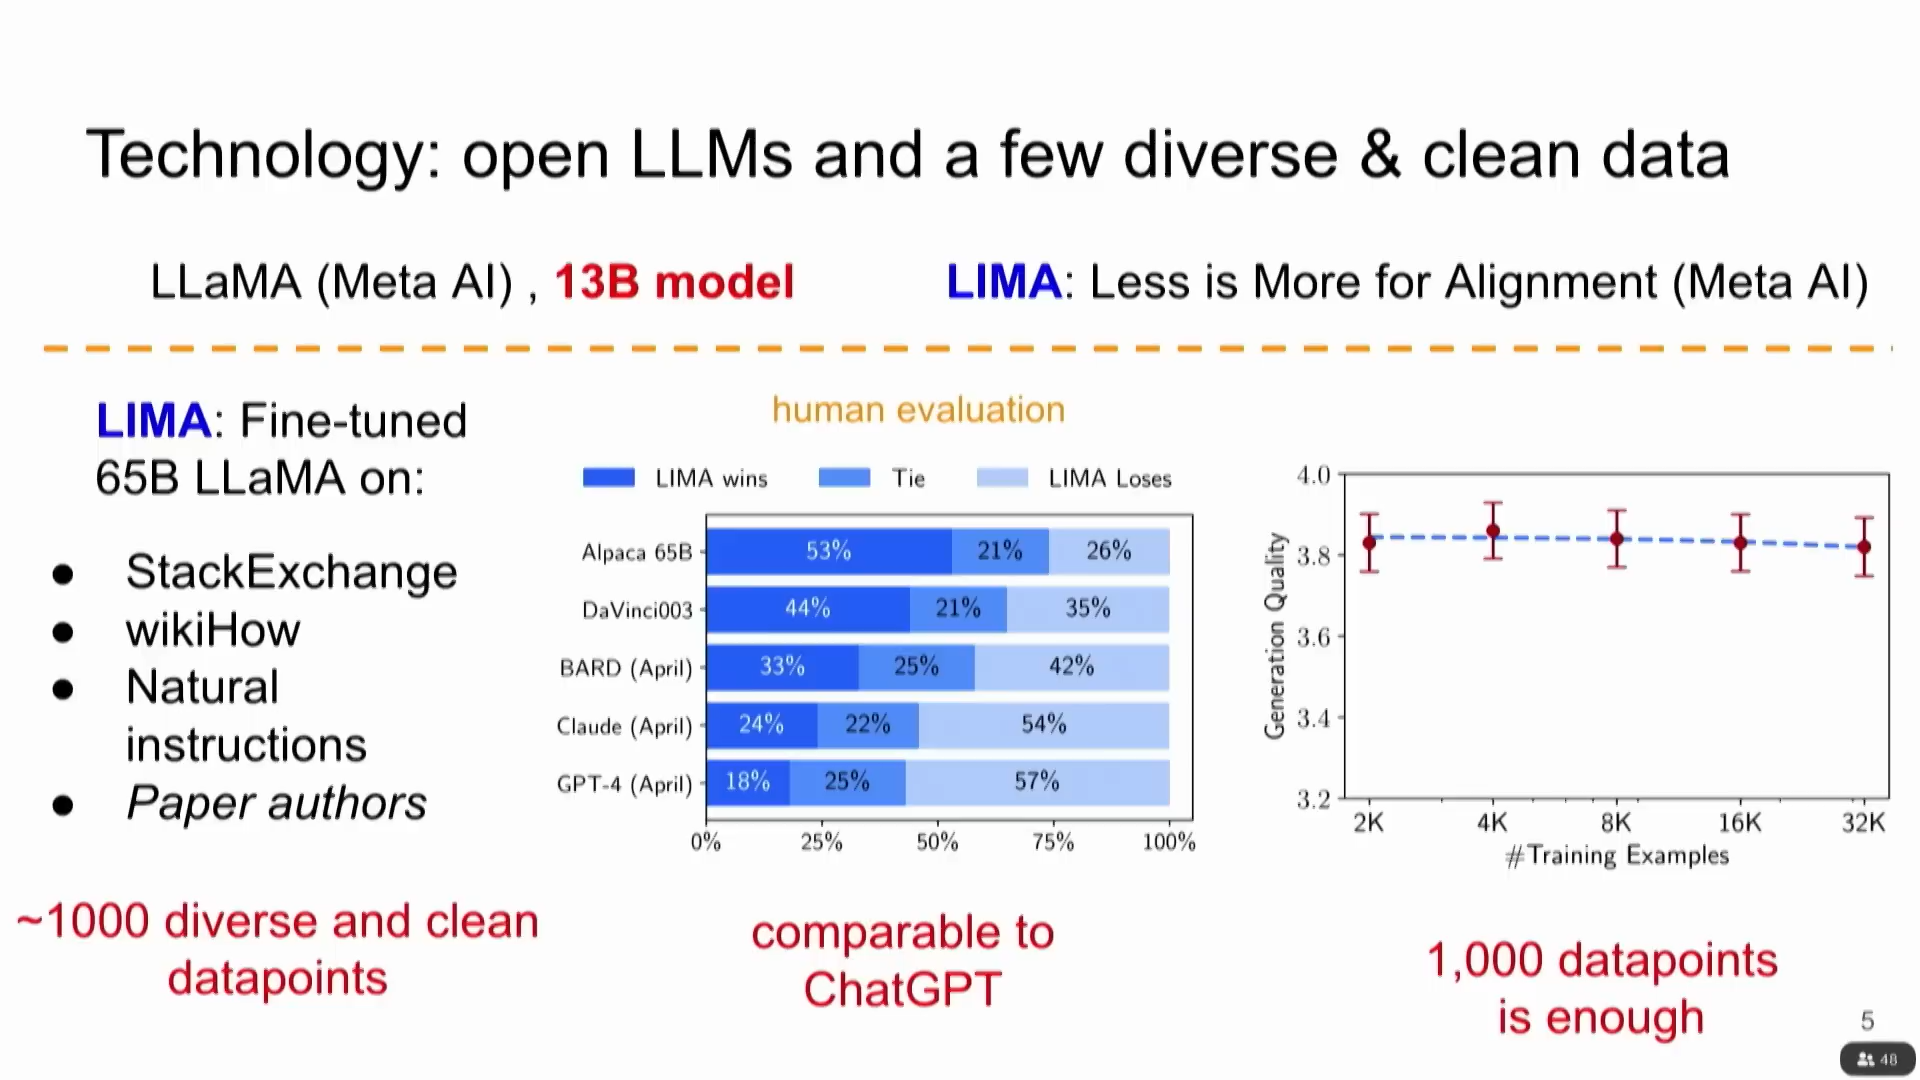 Technology: open LLMs and a few diverse & clean data
LLaMA (Meta AI) , 13B model
LIMA: Less is More for Alignment (Meta AI)
LIMA: Fine-tuned
65B LLaMA on:
● StackExchange
● wikiHow
● Natural
instructions
● Paper authors
~1000 diverse and clean
datapoints
human evaluation
LIMA wins Tie LIMA Loses
Alpaca 65B 53% 21% 26%
DaVinci003 44% 21% 35%
BARD (April) 33% 25% 42%
Claude (April) 24% 22% 54%
GPT-4 (April) 18% 25% 57%
0% 25% 50% 75% 100%
comparable to
ChatGPT
Generation Quality
4.0
3.8
3.6
3.4
3.2
2K 4K 8K 16K 32K
#Training Examples
1,000 datapoints
is enough
5
48